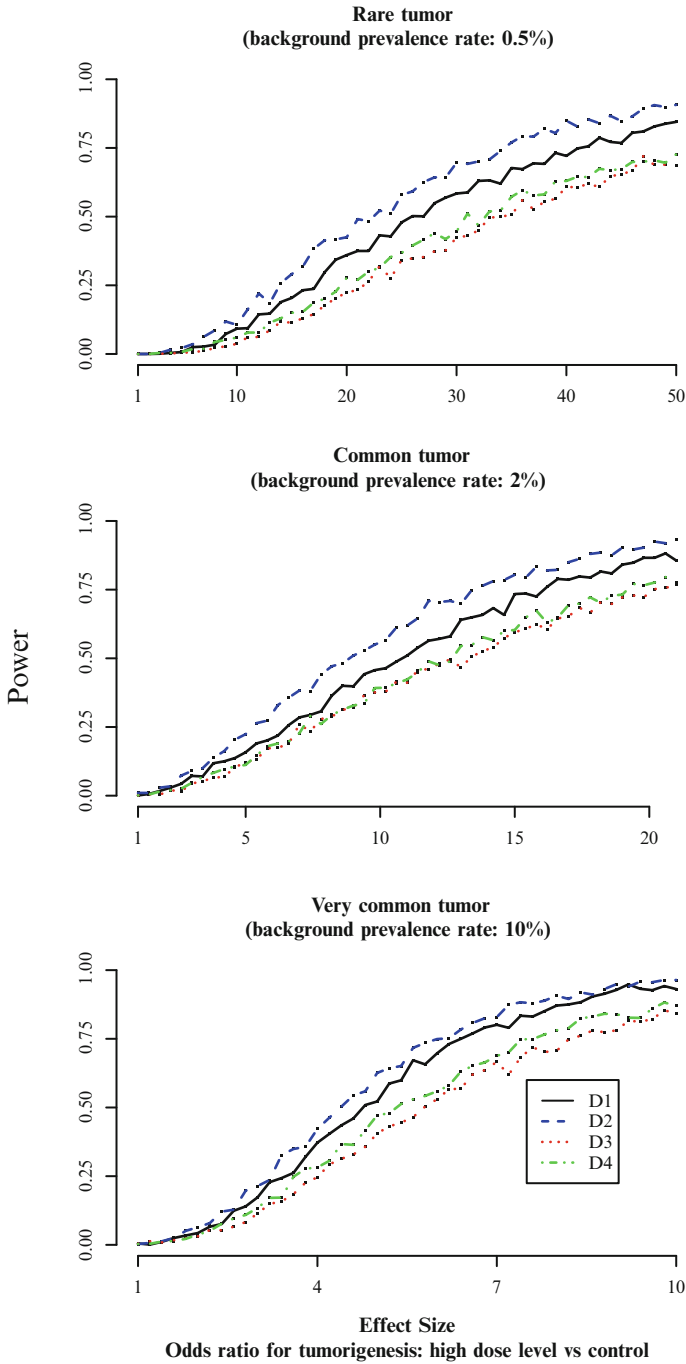 Rare tumor
(background prevalence rate: 0.5%)
1.00
0.75
0.50
0.25
0.00
1 10 20 30 40 50
Common tumor
(background prevalence rate: 2%)
1.00
0.75
0.50
0.25
0.00
1 5 10 15 20
Power
Very common tumor
(background prevalence rate: 10%)
1.00
0.75
0.50
0.25
0.00
D1
D2
D3
D4
1 4 7 10
Effect Size
Odds ratio for tumorigenesis: high dose level vs control